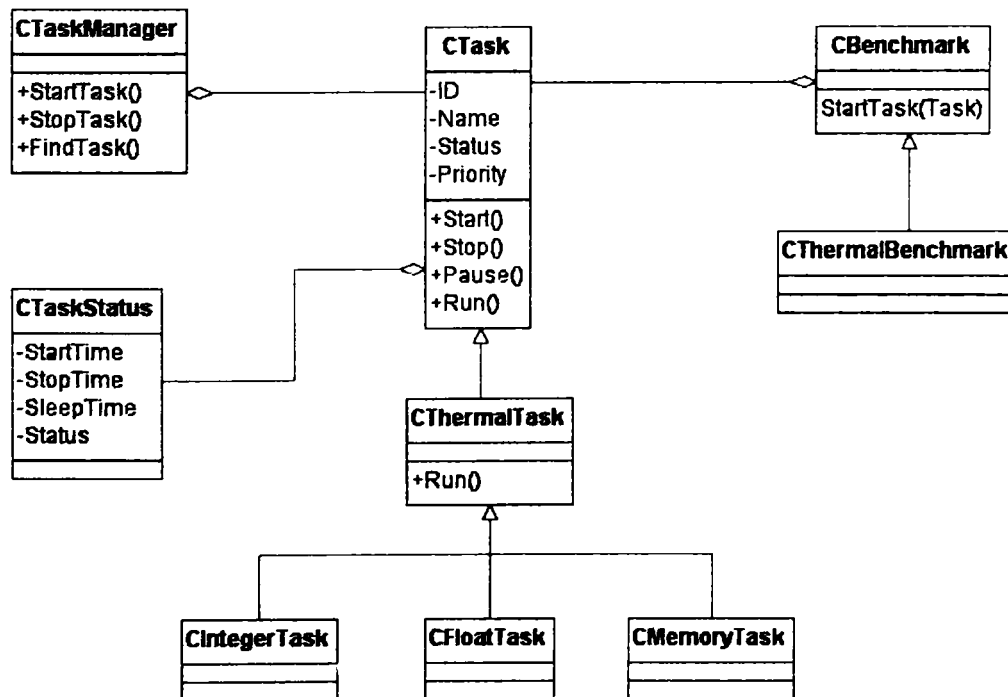 CTaskManager
+StartTask()
+StopTask()
+FindTask()
CTask
-ID
-Name
-Status
-Priority
+Start()
+Stop()
+Pause()
+Run()
CBenchmark
StartTask(Task)
CThermalBenchmark
CTaskStatus
-StartTime
-StopTime
-SleepTime
-Status
CThermalTask
+Run()
CIntegerTask
CFloatTask
CMemoryTask